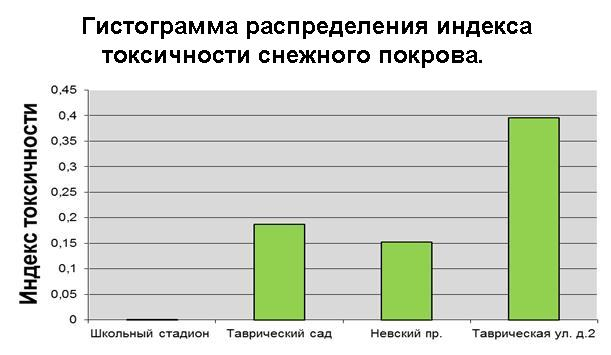 Гистограмма распределения индекса
токсичности снежного покрова.
Индекс токсичности
0,45
0,4
0,35
0,3
0,25
0,2
0,15
0,1
0,05
0
Школьный стадион Таврический сад Невский пр. Таврическая ул. д.2